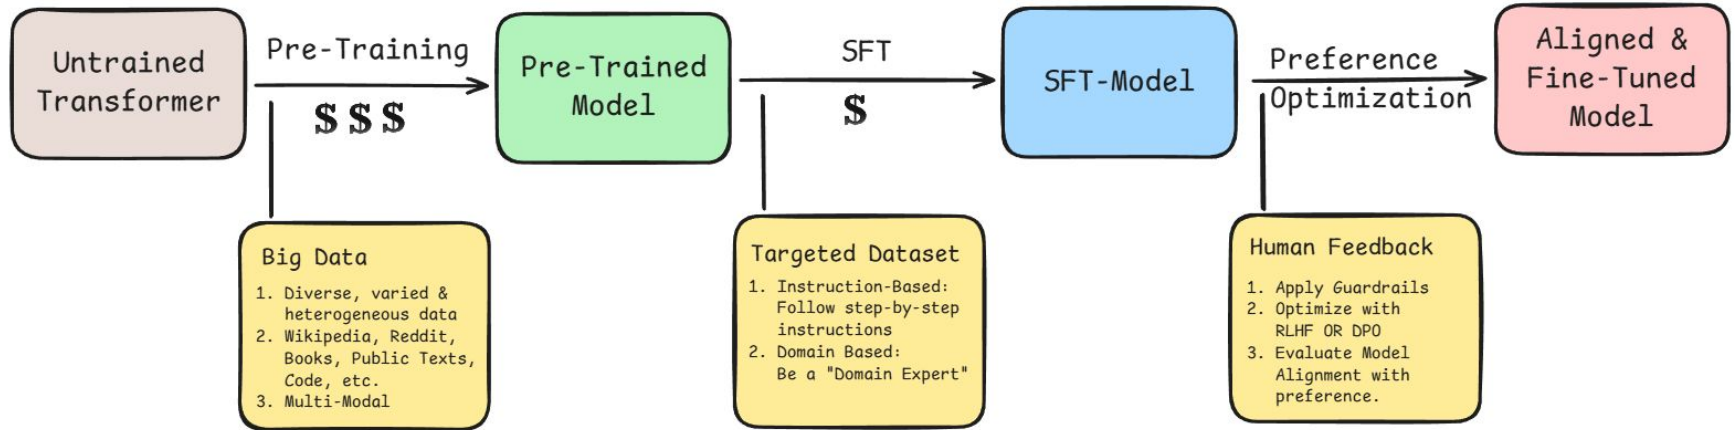 Untrained
Transformer
Pre-Training
$$$
Pre-Trained
Model
SFT
$
SFT-Model
Preference
Optimization
Aligned &
Fine-Tuned
Model
Big Data
1. Diverse, varied &
heterogeneous data
2. Wikipedia, Reddit,
Books, Public Texts,
Code, etc.
3. Multi-Modal
Targeted Dataset
1. Instruction-Based:
Follow step-by-step
instructions
2. Domain Based:
Be a "Domain Expert"
Human Feedback
1. Apply Guardrails
2. Optimize with
RLHF OR DPO
3. Evaluate Model
Alignment with
preference.